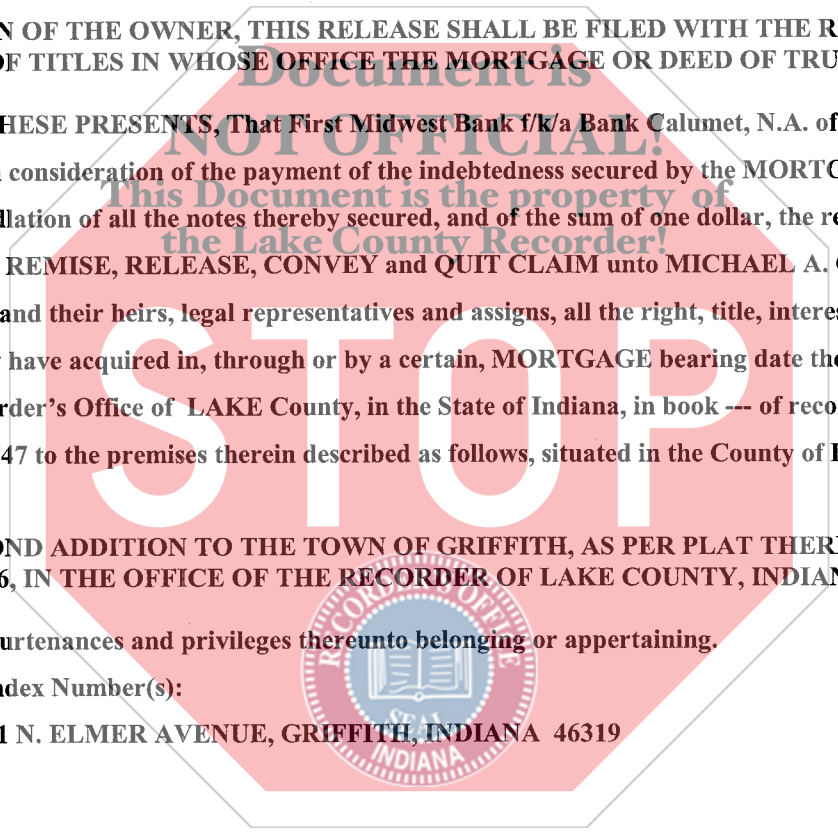 N OF THE OWNER, THIS RELEASE SHALL BE FILED WITH THE R
OF TITLES IN WHOSE OFFICE THE MORTGAGE OR DEED OF TRU
Document is
HESE PRESENTS, That First Midwest Bank f/k/a Bank Calumet, N.A. of
NOT OFFICIAL!
consideration of the payment of the indebtedness secured by the MORTG
This Document is the property of
llation of all the notes thereby secured, and of the sum of one dollar, the re
the Lake County Recorder!
REMISE, RELEASE, CONVEY and QUIT CLAIM unto MICHAEL A.
and their heirs, legal representatives and assigns, all the right, title, interes
have acquired in, through or by a certain, MORTGAGE bearing date the
STOP
rder's Office of LAKE County, in the State of Indiana, in book --- of reco
47 to the premises therein described as follows, situated in the County of
OND ADDITION TO THE TOWN OF GRIFFITH, AS PER PLAT THER
6, IN THE OFFICE OF THE RECORDER OF LAKE COUNTY, INDIAN
urtenances and privileges thereunto belonging or appertaining.
ndex Number(s):
1 N. ELMER AVENUE, GRIFFITH, INDIANA 46319
RECORDER'S OFFICE
SEAL
INDIANA